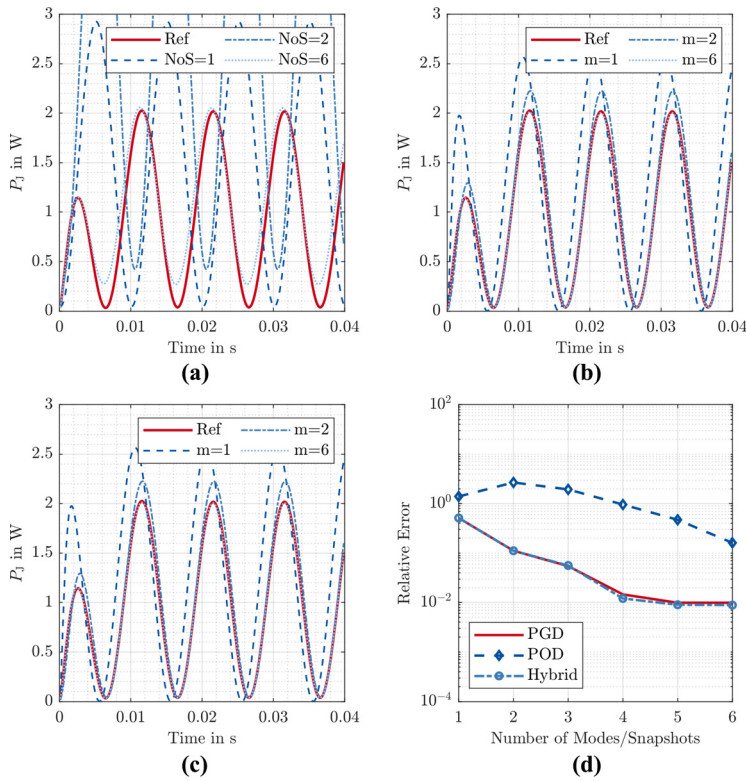 Ref NoS=2
NoS=1 NoS=6
3
2.5
2
1.5
1
0.5
0
P_J in W
0 0.01 0.02 0.03 0.04
Time in s
(a)
Ref m=2
m=1 m=6
3
2.5
2
1.5
1
0.5
0
P_J in W
0 0.01 0.02 0.03 0.04
Time in s
(b)
Ref m=2
m=1 m=6
3
2.5
2
1.5
1
0.5
0
P_J in W
0 0.01 0.02 0.03 0.04
Time in s
(c)
10^2
10^0
10^−2
10^−4
Relative Error
PGD
POD
Hybrid
1 2 3 4 5 6
Number of Modes/Snapshots
(d)